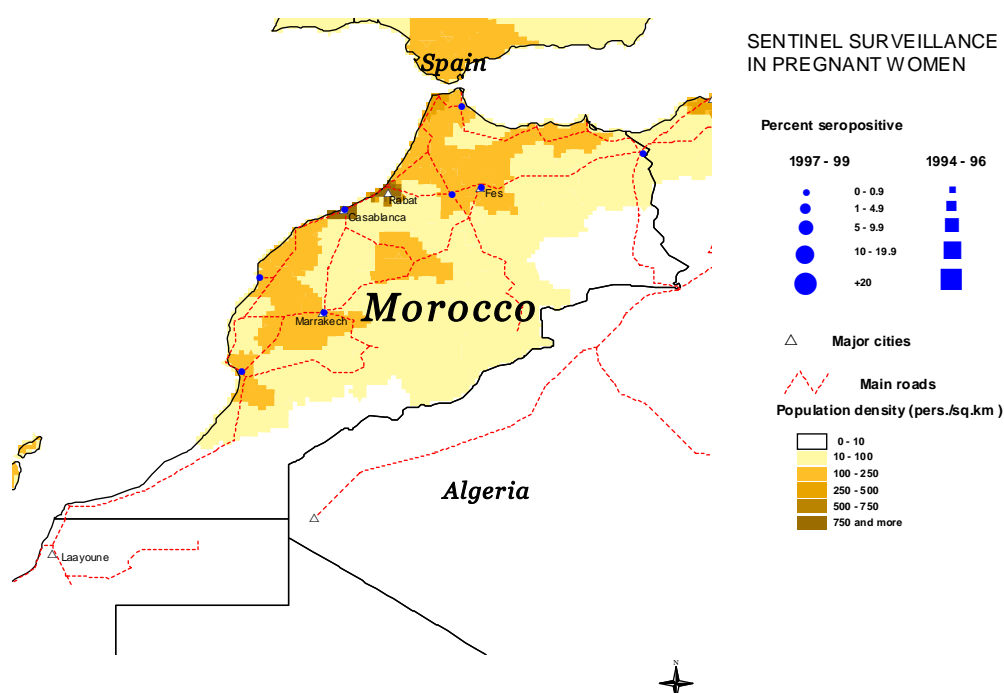 SENTINEL SURVEILLANCE
IN PREGNANT WOMEN
Spain
Percent seropositive
1997 - 99
1994 - 96
0 - 0.9
1 - 4.9
5 - 9.9
10 - 19.9
+20
Fes
Rabat
Casablanca
Morocco
Marrakech
Major cities
Main roads
Population density (pers./sq.km )
0 - 10
10 - 100
100 - 250
250 - 500
500 - 750
750 and more
Algeria
Laayoune
N